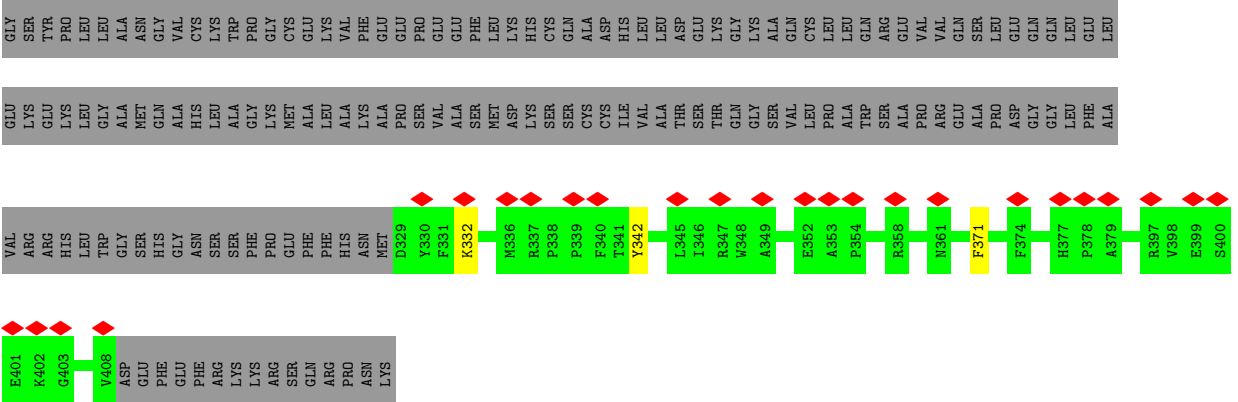 GLY SER TYR PRO LEU LEU ALA ASN GLY VAL CYS LYS TRP PRO GLY CYS GLU LYS VAL PHE GLU GLU PRO GLU GLU PHE LEU LYS HIS CYS GLN ALA ASP HIS LEU LEU ASP GLU LYS GLY LYS ALA GLN CYS LEU LEU GLN ARG GLU VAL VAL GLN SER LEU GLU GLN GLN LEU GLU LEU
GLU LYS GLU LYS LEU GLY ALA MET GLN ALA HIS LEU ALA GLY LYS MET ALA LEU ALA LYS ALA PRO SER VAL ALA SER MET ASP LYS SER SER CYS CYS ILE VAL ALA THR SER THR GLN GLY SER VAL LEU PRO ALA TRP SER ALA PRO ARG GLU ALA PRO ASP GLY GLY LEU PHE ALA
VAL ARG ARG HIS LEU TRP GLY SER HIS GLY ASN SER SER PHE PRO GLU PHE PHE HIS ASN MET D329 Y330 F331 K332 M336 R337 P338 P339 F340 T341 Y342 L345 I346 R347 W348 A349 E352 A353 P354 R358 N361 F371 F374 H377 P378 A379 R397 V398 E399 S400
E401 K402 G403 V408 ASP GLU PHE GLU PHE ARG LYS LYS ARG SER GLN ARG PRO ASN LYS